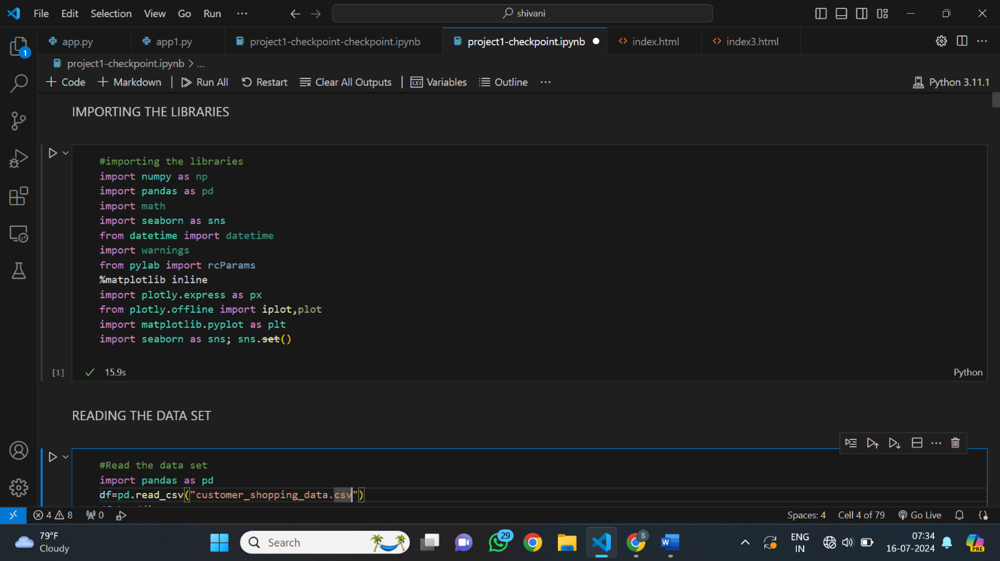 File Edit Selection View Go Run ··· shivani
app.py app1.py project1-checkpoint-checkpoint.ipynb project1-checkpoint.ipynb index.html index3.html
1
project1-checkpoint.ipynb > ...
+ Code + Markdown Run All Restart Clear All Outputs Variables Outline ··· Python 3.11.1
IMPORTING THE LIBRARIES
#importing the libraries
import numpy as np
import pandas as pd
import math
import seaborn as sns
from datetime import datetime
import warnings
from pylab import rcParams
%matplotlib inline
import plotly.express as px
from plotly.offline import iplot,plot
import matplotlib.pyplot as plt
import seaborn as sns; sns.set()
[1] 15.9s Python
READING THE DATA SET
#Read the data set
import pandas as pd
df=pd.read_csv("customer_shopping_data.csv")
4 8 0 Spaces: 4 Cell 4 of 79 Go Live
79°F
Cloudy
Search
29
S
W
ENG
IN
07:34
16-07-2024
PRE